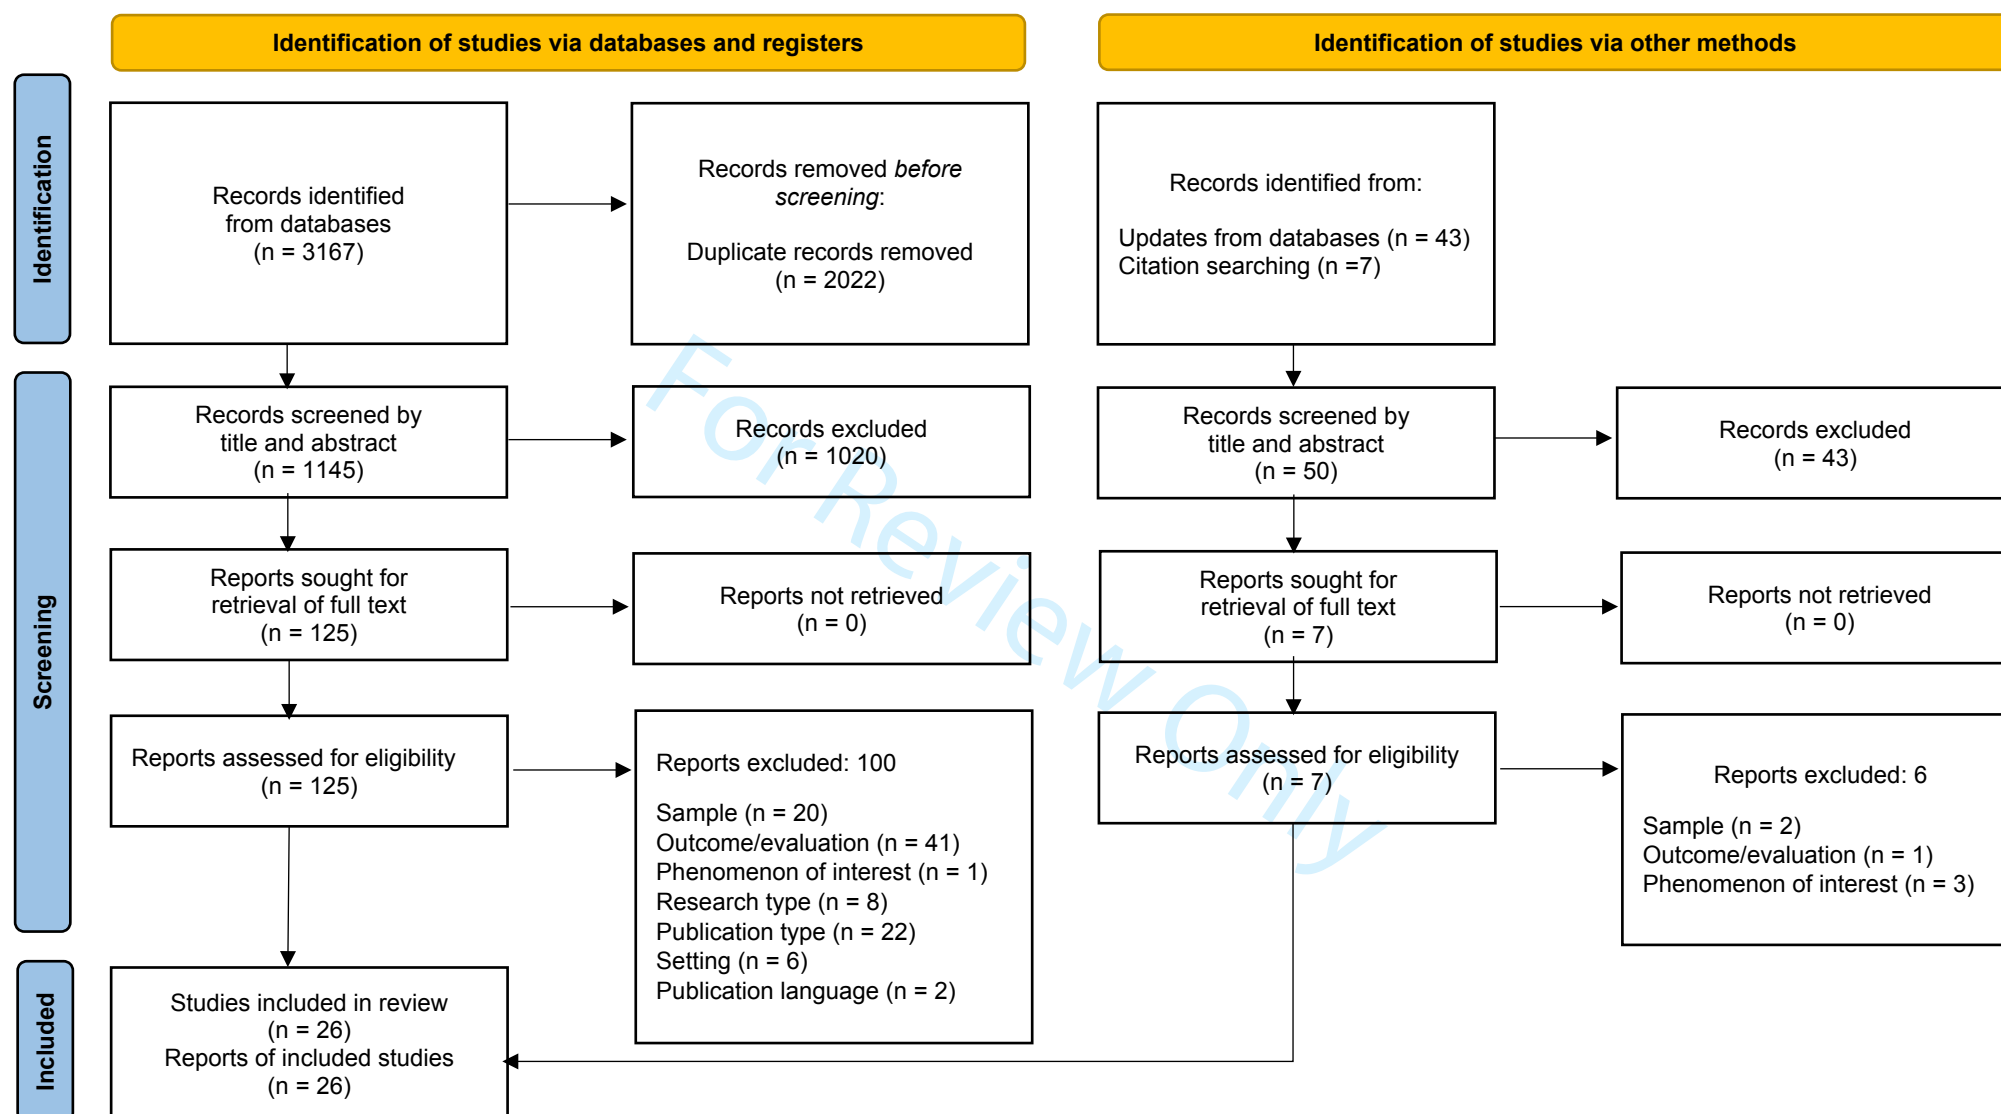 Identification of studies via databases and registers
Identification of studies via other methods
Identification
Records identified
from databases
(n = 3167)
Records removed before
screening:
Duplicate records removed
(n = 2022)
Records identified from:
Updates from databases (n = 43)
Citation searching (n =7)
Screening
Records screened by
title and abstract
(n = 1145)
Records excluded
(n = 1020)
Records screened by
title and abstract
(n = 50)
Records excluded
(n = 43)
Reports sought for
retrieval of full text
(n = 125)
Reports not retrieved
(n = 0)
Reports sought for
retrieval of full text
(n = 7)
Reports not retrieved
(n = 0)
Reports assessed for eligibility
(n = 125)
Reports excluded: 100
Sample (n = 20)
Outcome/evaluation (n = 41)
Phenomenon of interest (n = 1)
Research type (n = 8)
Publication type (n = 22)
Setting (n = 6)
Publication language (n = 2)
Reports assessed for eligibility
(n = 7)
Reports excluded: 6
Sample (n = 2)
Outcome/evaluation (n = 1)
Phenomenon of interest (n = 3)
Included
Studies included in review
(n = 26)
Reports of included studies
(n = 26)
For Review Only